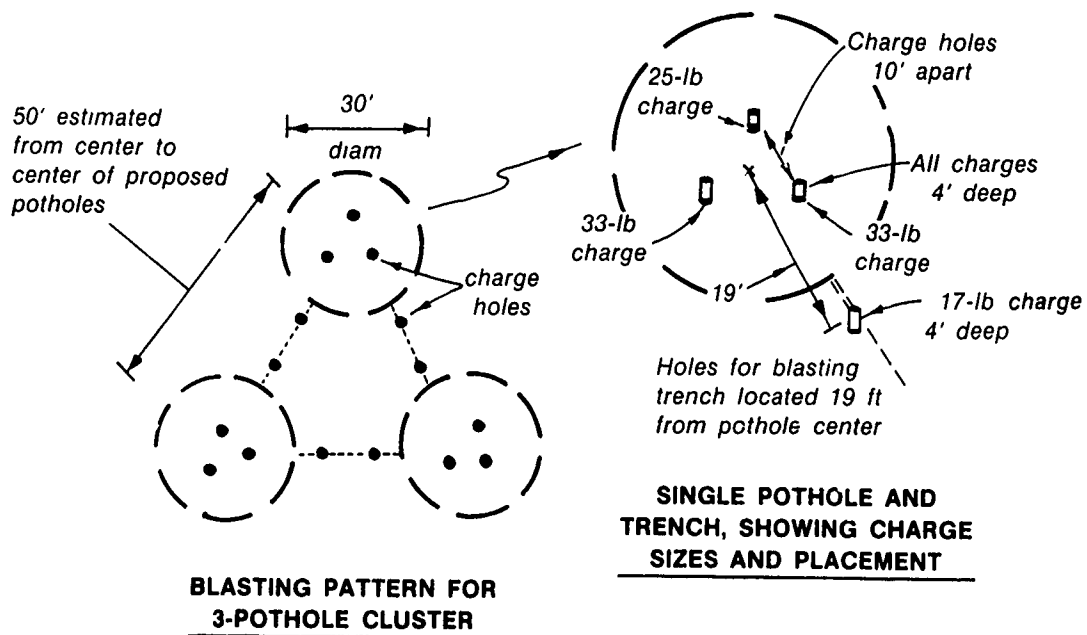 50' estimated
from center to
center of proposed
potholes
30'
diam
charge
holes
BLASTING PATTERN FOR
3-POTHOLE CLUSTER
25-lb
charge
Charge holes
10' apart
All charges
4' deep
33-lb
charge
33-lb
charge
19'
17-lb charge
4' deep
Holes for blasting
trench located 19 ft
from pothole center
SINGLE POTHOLE AND
TRENCH, SHOWING CHARGE
SIZES AND PLACEMENT